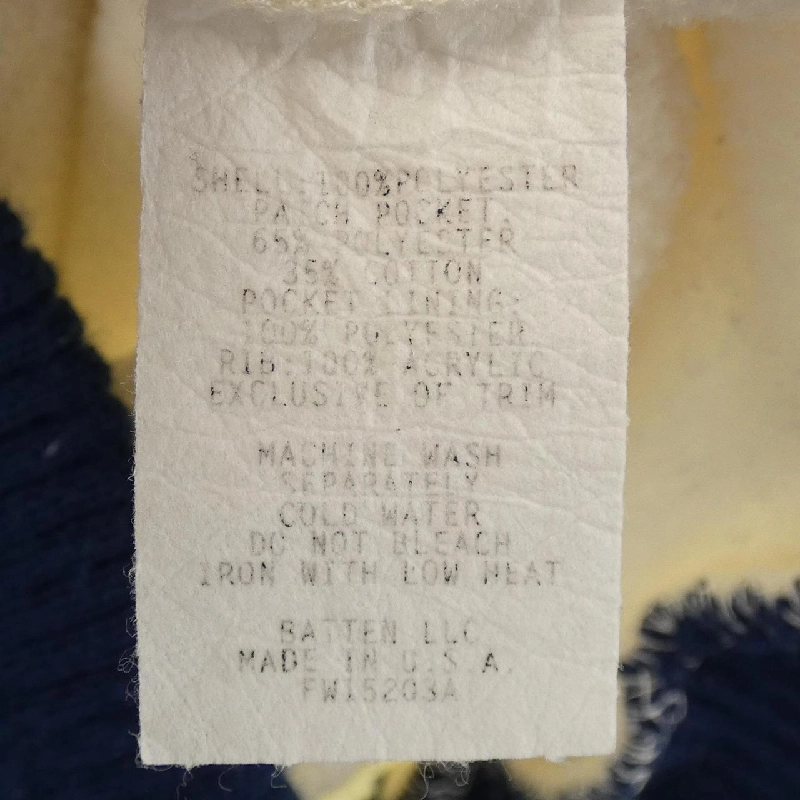 SHELL:100%POLYESTER
PATCH POCKET:
65% POLYESTER
35% COTTON
POCKET LINING:
100% POLYESTER
RIB:100% ACRYLIC
EXCLUSIVE OF TRIM
MACHINE WASH
SEPARATELY
COLD WATER
DO NOT BLEACH
IRON WITH LOW HEAT
BATTEN LLC
MADE IN U.S.A.
FW15203A